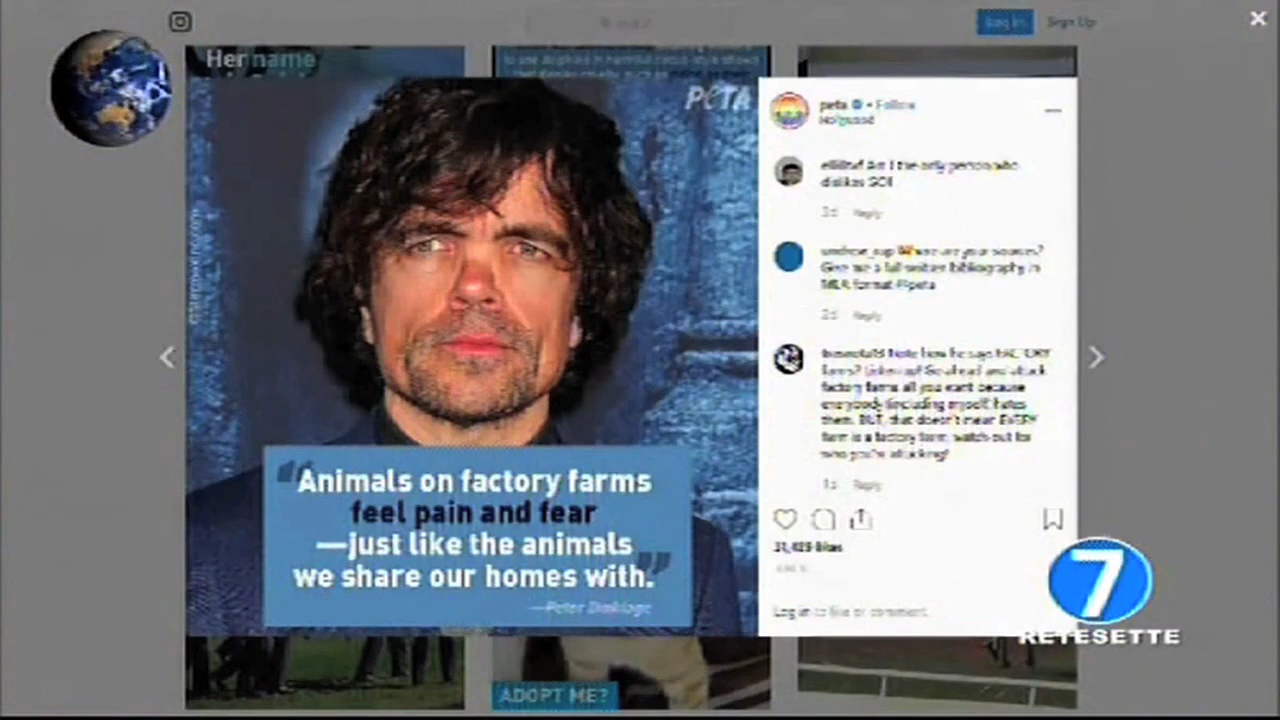 Log In
Sign Up
Her name
PETA
peta • Follow
Hollywood
Am I the only person who
dislikes GOT
2d Reply
Where are your sources?
Give me a full written bibliography in
MLA format @peta
2d Reply
Note how he says FACTORY
farms? Listen up! Go ahead and attack
factory farms all you want because
everybody (including myself) hates
them. BUT, that doesn't mean EVERY
farm is a factory farm, watch out for
who you're attacking!
1d Reply
likes
Log in to like or comment.
“Animals on factory farms
feel pain and fear
—just like the animals
we share our homes with.”
—Peter Dinklage
ADOPT ME?
7
RETESETTE